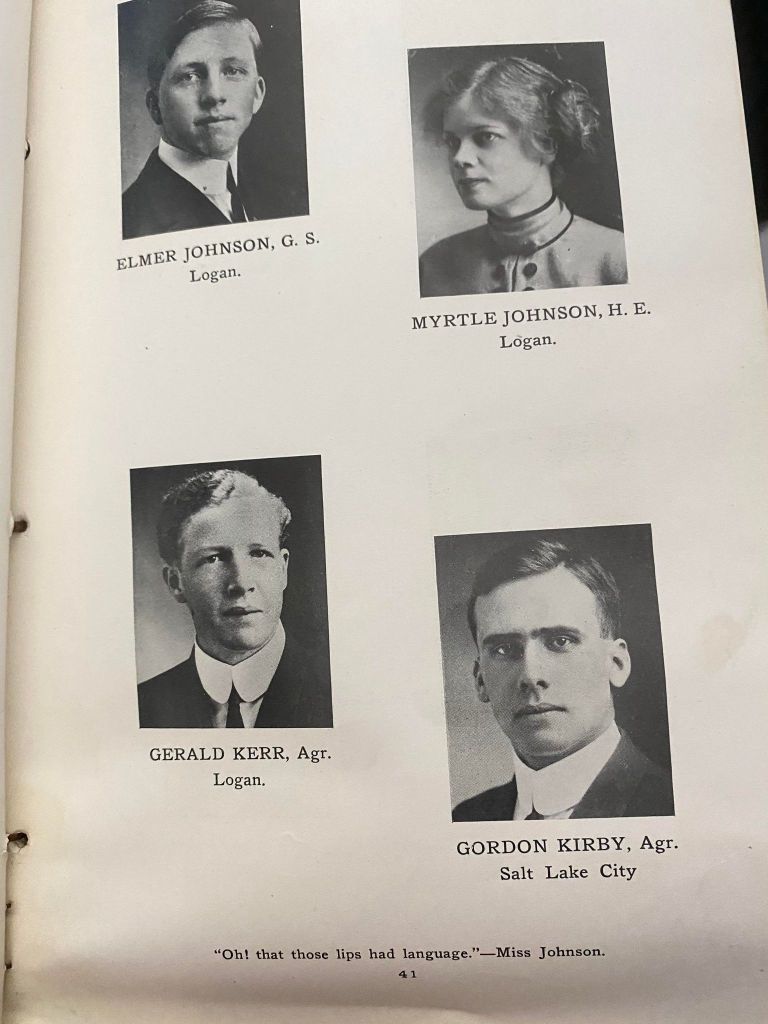 ELMER JOHNSON, G. S.
Logan.
MYRTLE JOHNSON, H. E.
Logan.
GERALD KERR, Agr.
Logan.
GORDON KIRBY, Agr.
Salt Lake City
"Oh! that those lips had language."—Miss Johnson.
41